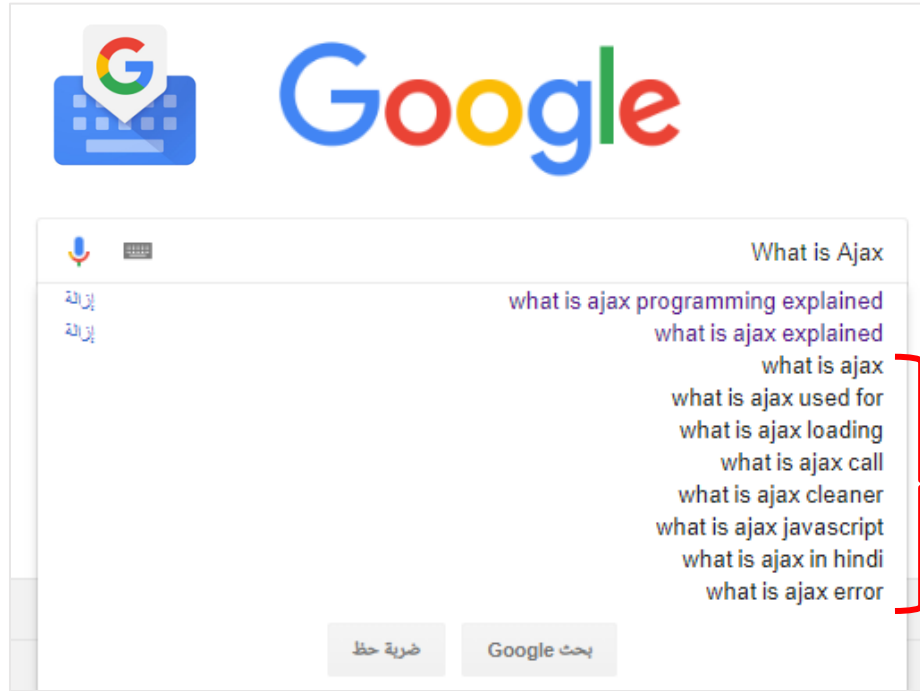 G
Google
What is Ajax
what is ajax programming explained إزالة
what is ajax explained إزالة
what is ajax
what is ajax used for
what is ajax loading
what is ajax call
what is ajax cleaner
what is ajax javascript
what is ajax in hindi
what is ajax error
بحث Google ضربة حظ